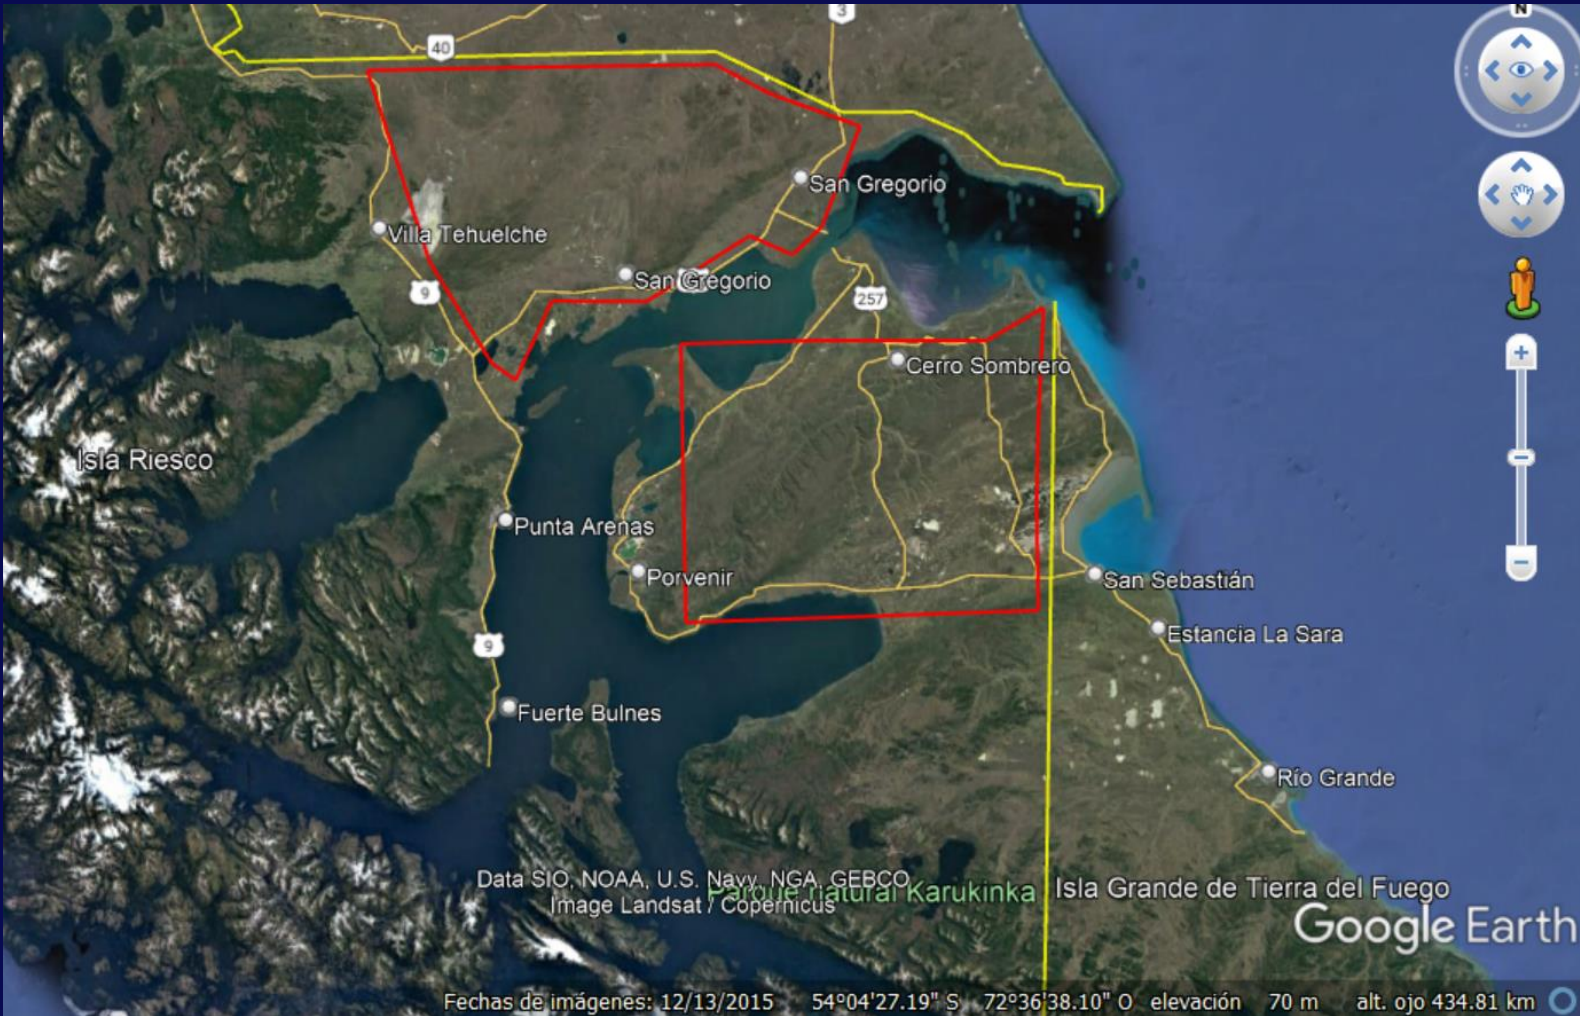 N
3
40
San Gregorio
Villa Tehuelche
San Gregorio
9
257
Cerro Sombrero
Isla Riesco
Punta Arenas
Porvenir
San Sebastián
Estancia La Sara
9
Fuerte Bulnes
Río Grande
Data SIO, NOAA, U.S. Navy, NGA, GEBCO
Image Landsat / Copernicus
Parque natural Karukinka
Isla Grande de Tierra del Fuego
Google Earth
Fechas de imágenes: 12/13/2015 54°04'27.19" S 72°36'38.10" O elevación 70 m alt. ojo 434.81 km